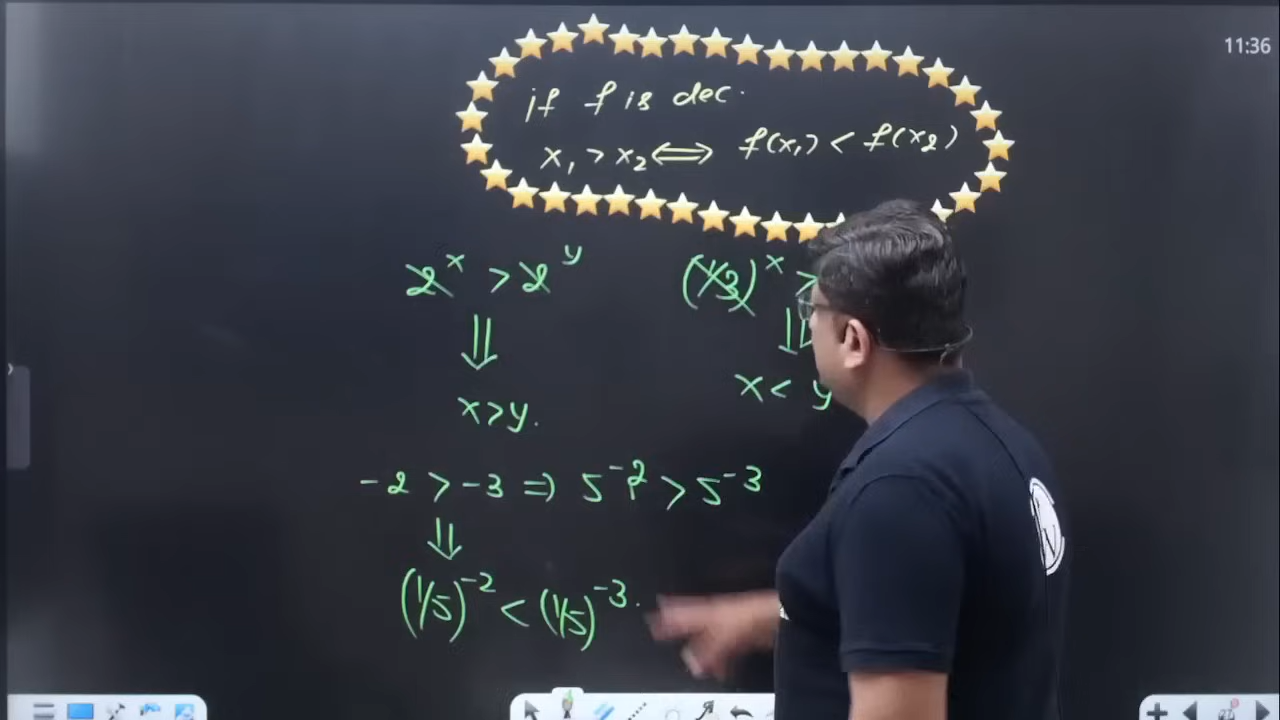 11:36
if f is dec.
x₁ > x₂ ⟺ f(x₁) < f(x₂)
2^x > 2^y
(1/3)^x >
⇓
⇓
x > y.
x < y
-2 > -3 ⇒ 5^-2 > 5^-3
⇓
(1/5)^-2 < (1/5)^-3.